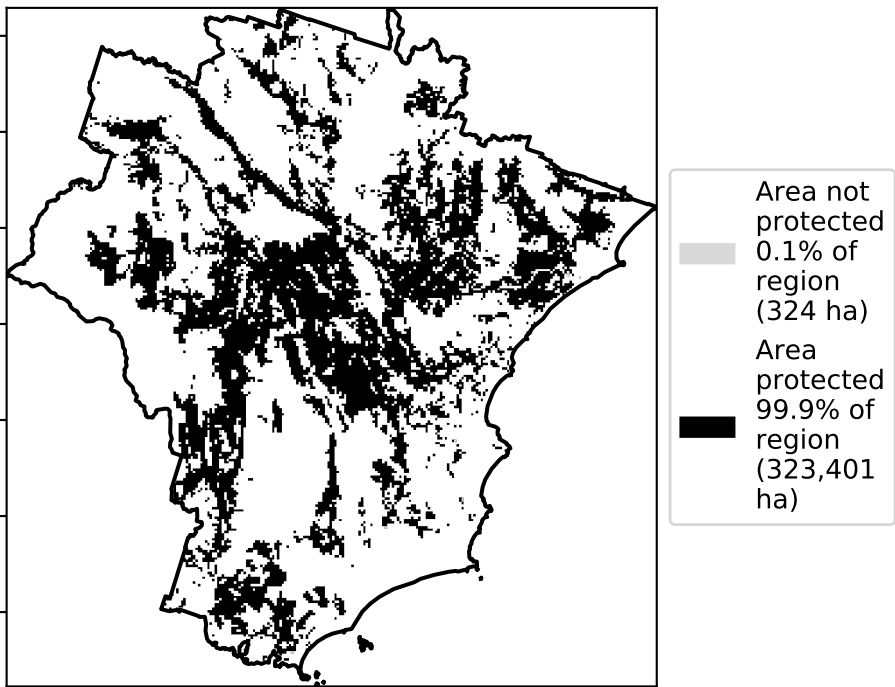 Area not
protected
0.1% of
region
(324 ha)
Area
protected
99.9% of
region
(323,401
ha)